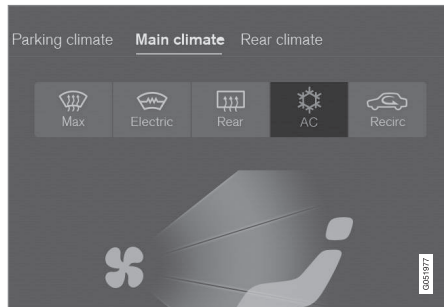 Parking climate Main climate Rear climate
Max Electric Rear AC Recirc
G051977